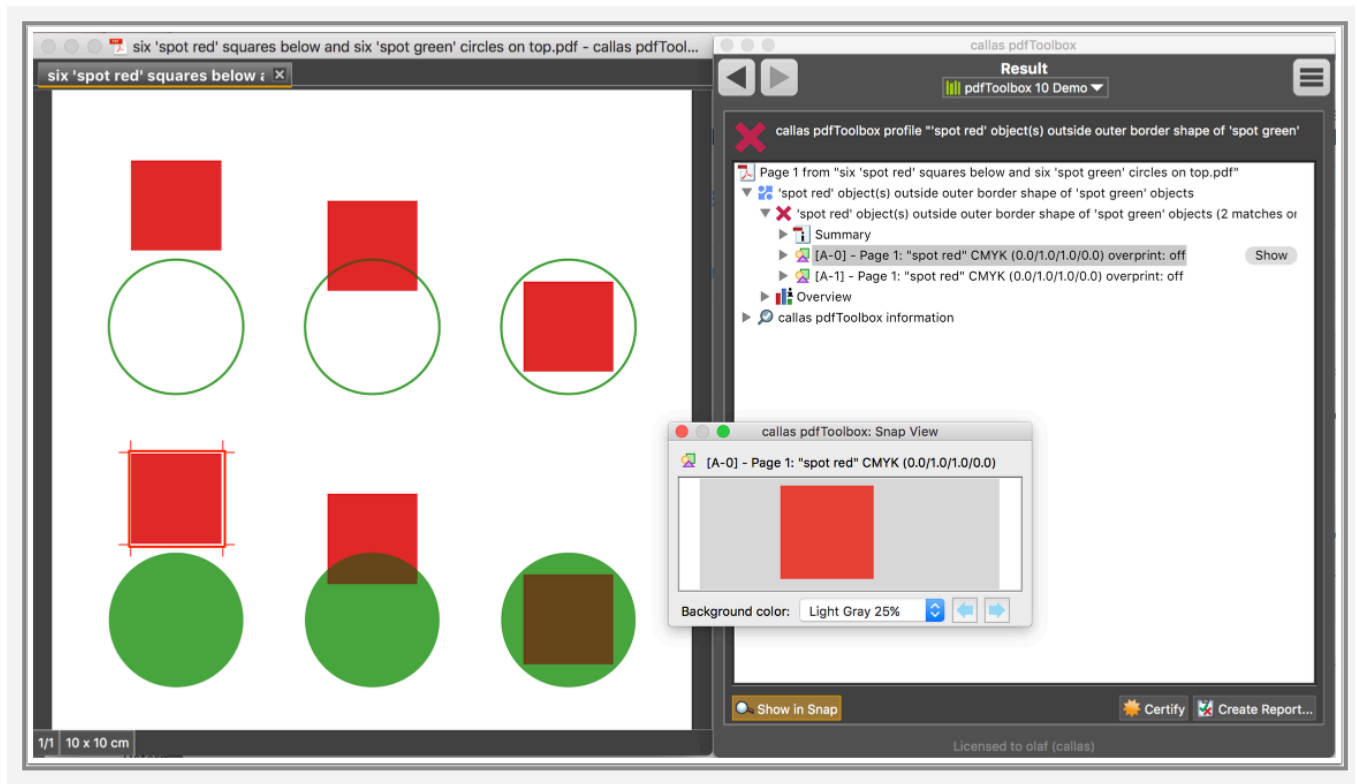 six 'spot red' squares below and six 'spot green' circles on top.pdf - callas pdfTool...
six 'spot red' squares below a
1/1 10 x 10 cm
callas pdfToolbox
Result
pdfToolbox 10 Demo
callas pdfToolbox profile "'spot red' object(s) outside outer border shape of 'spot green'
Page 1 from "six 'spot red' squares below and six 'spot green' circles on top.pdf"
'spot red' object(s) outside outer border shape of 'spot green' objects
'spot red' object(s) outside outer border shape of 'spot green' objects (2 matches or
Summary
[A-0] - Page 1: "spot red" CMYK (0.0/1.0/1.0/0.0) overprint: off Show
[A-1] - Page 1: "spot red" CMYK (0.0/1.0/1.0/0.0) overprint: off
Overview
callas pdfToolbox information
callas pdfToolbox: Snap View
[A-0] - Page 1: "spot red" CMYK (0.0/1.0/1.0/0.0)
Background color: Light Gray 25%
Show in Snap Certify Create Report...
Licensed to olaf (callas)